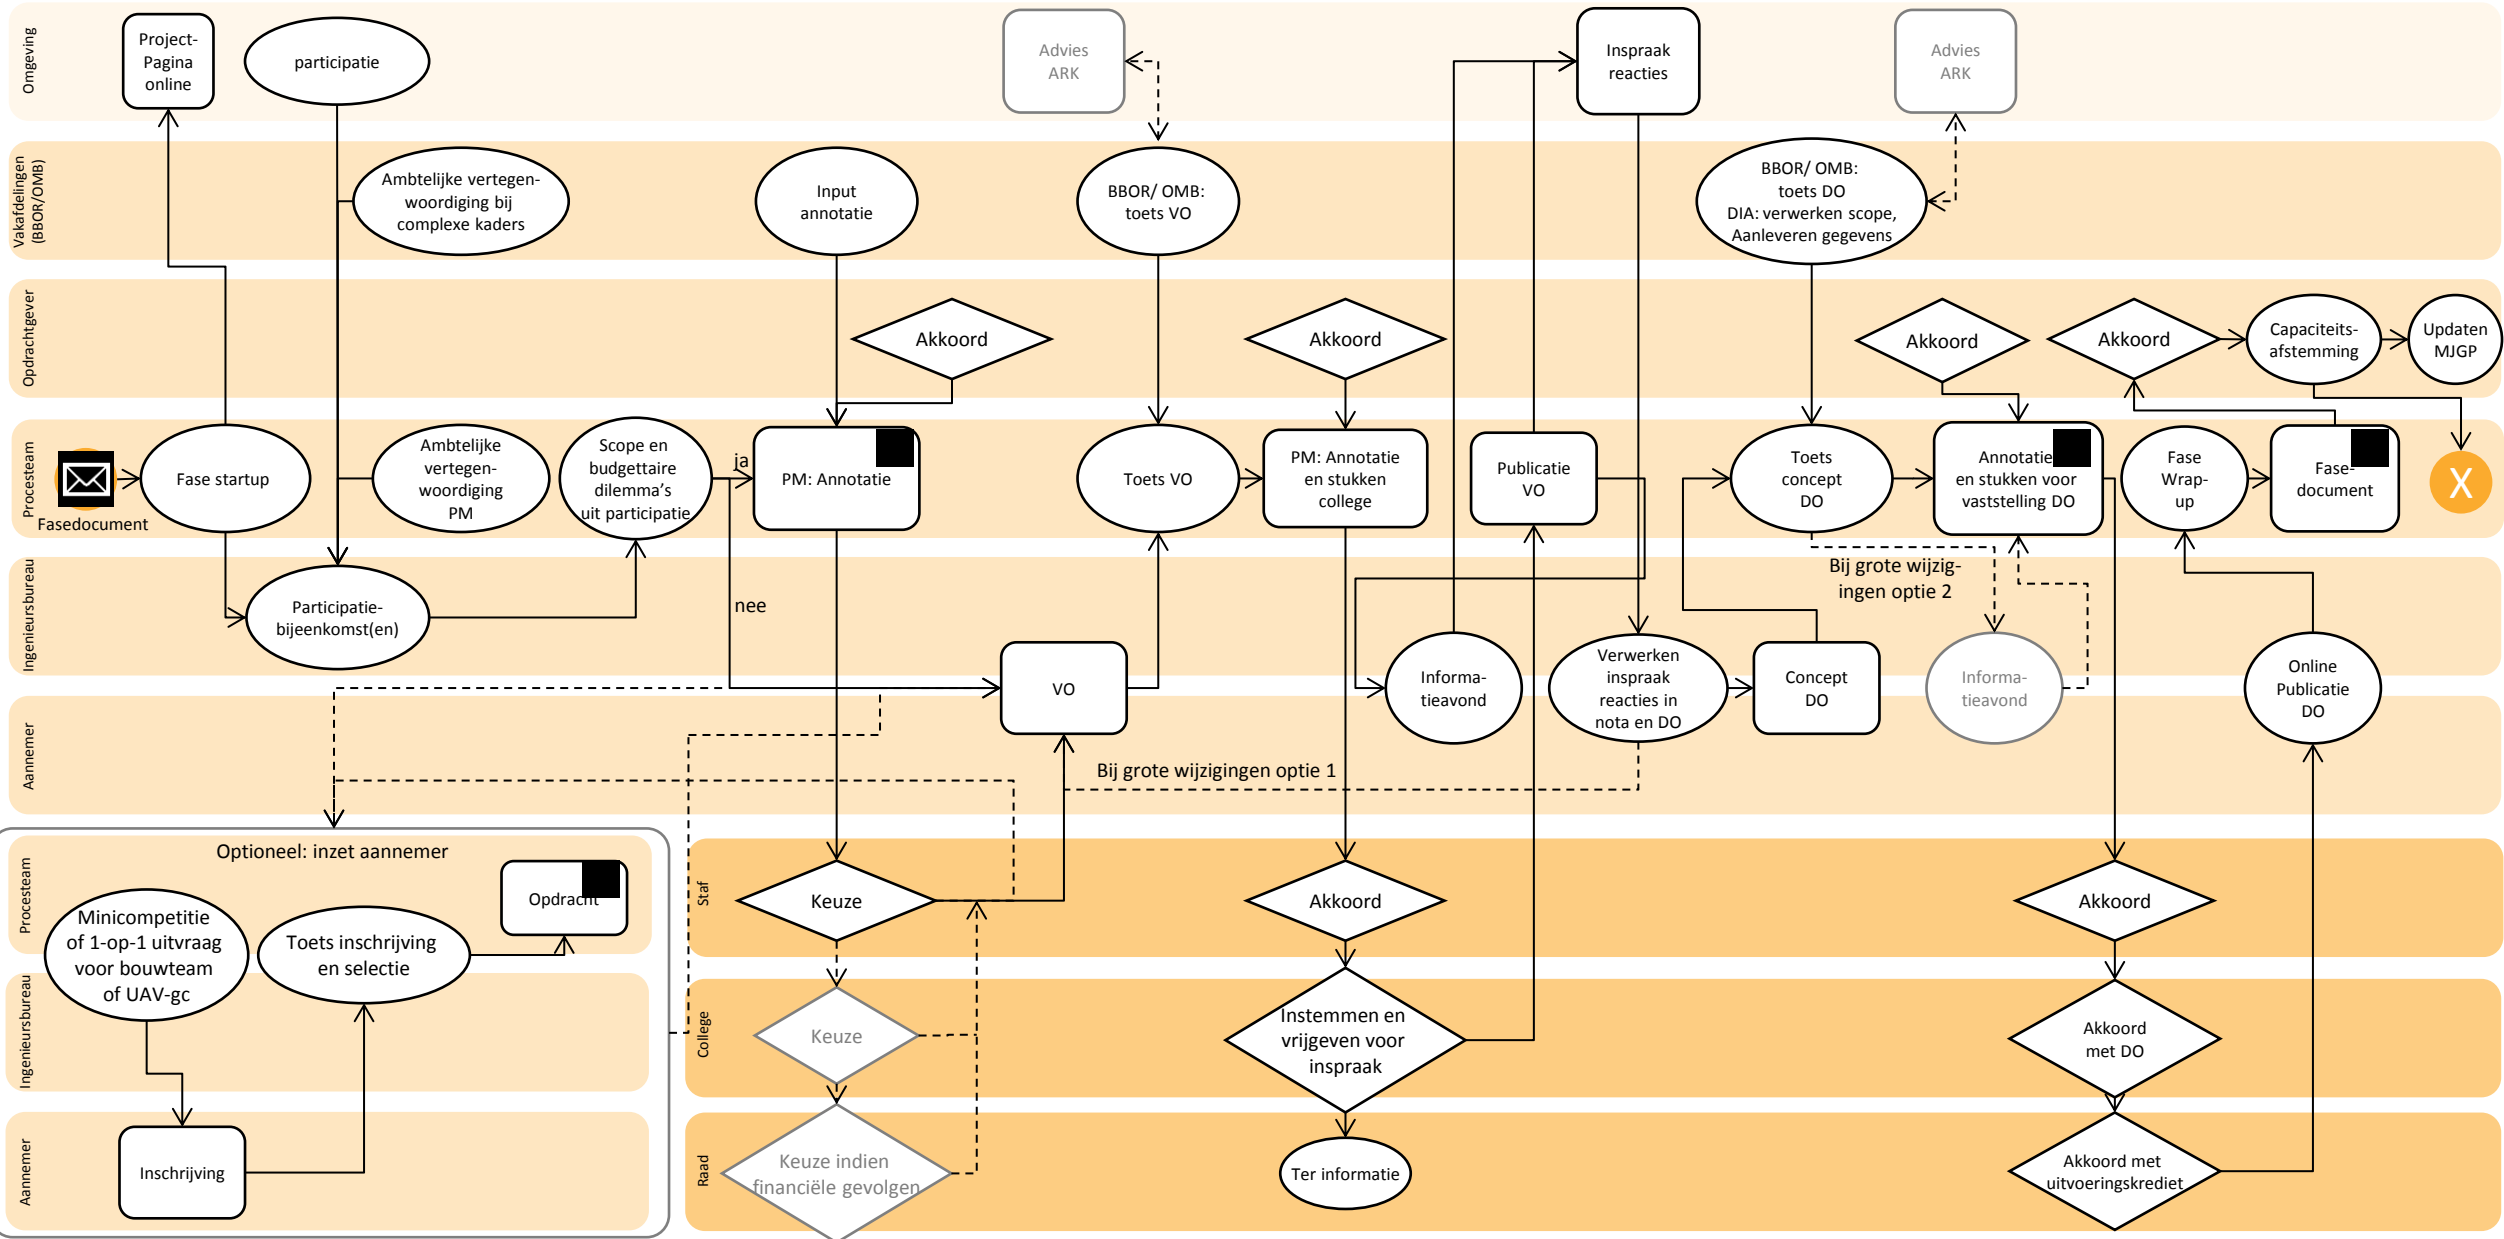 Omgeving
Project-
Pagina
online
participatie
Advies
ARK
Inspraak
reacties
Advies
ARK
Vakafdelingen
(BBOR/OMB)
Ambtelijke vertegen-
woordiging bij
complexe kaders
Input
annotatie
BBOR/ OMB:
toets VO
BBOR/ OMB:
toets DO
DIA: verwerken scope,
Aanleveren gegevens
Opdrachtgever
Akkoord
Akkoord
Akkoord
Akkoord
Capaciteits-
afstemming
Updaten
MJGP
Procesteam
Fasedocument
Fase startup
Ambtelijke
vertegen-
woordiging
PM
Scope en
budgettaire
dilemma's
uit participatie
ja
PM: Annotatie
Toets VO
PM: Annotatie
en stukken
college
Publicatie
VO
Toets
concept
DO
Annotatie
en stukken voor
vaststelling DO
Fase
Wrap-
up
Fase-
document
X
Ingenieursbureau
Participatie-
bijeenkomst(en)
nee
VO
Informa-
tieavond
Verwerken
inspraak
reacties in
nota en DO
Concept
DO
Bij grote wijzig-
ingen optie 2
Informa-
tieavond
Online
Publicatie
DO
Aannemer
Bij grote wijzigingen optie 1
Optioneel: inzet aannemer
Procesteam
Minicompetitie
of 1-op-1 uitvraag
voor bouwteam
of UAV-gc
Toets inschrijving
en selectie
Opdracht
Ingenieursbureau
Aannemer
Inschrijving
Staf
Keuze
Akkoord
Akkoord
College
Keuze
Instemmen en
vrijgeven voor
inspraak
Akkoord
met DO
Raad
Keuze indien
financiële gevolgen
Ter informatie
Akkoord met
uitvoeringskrediet